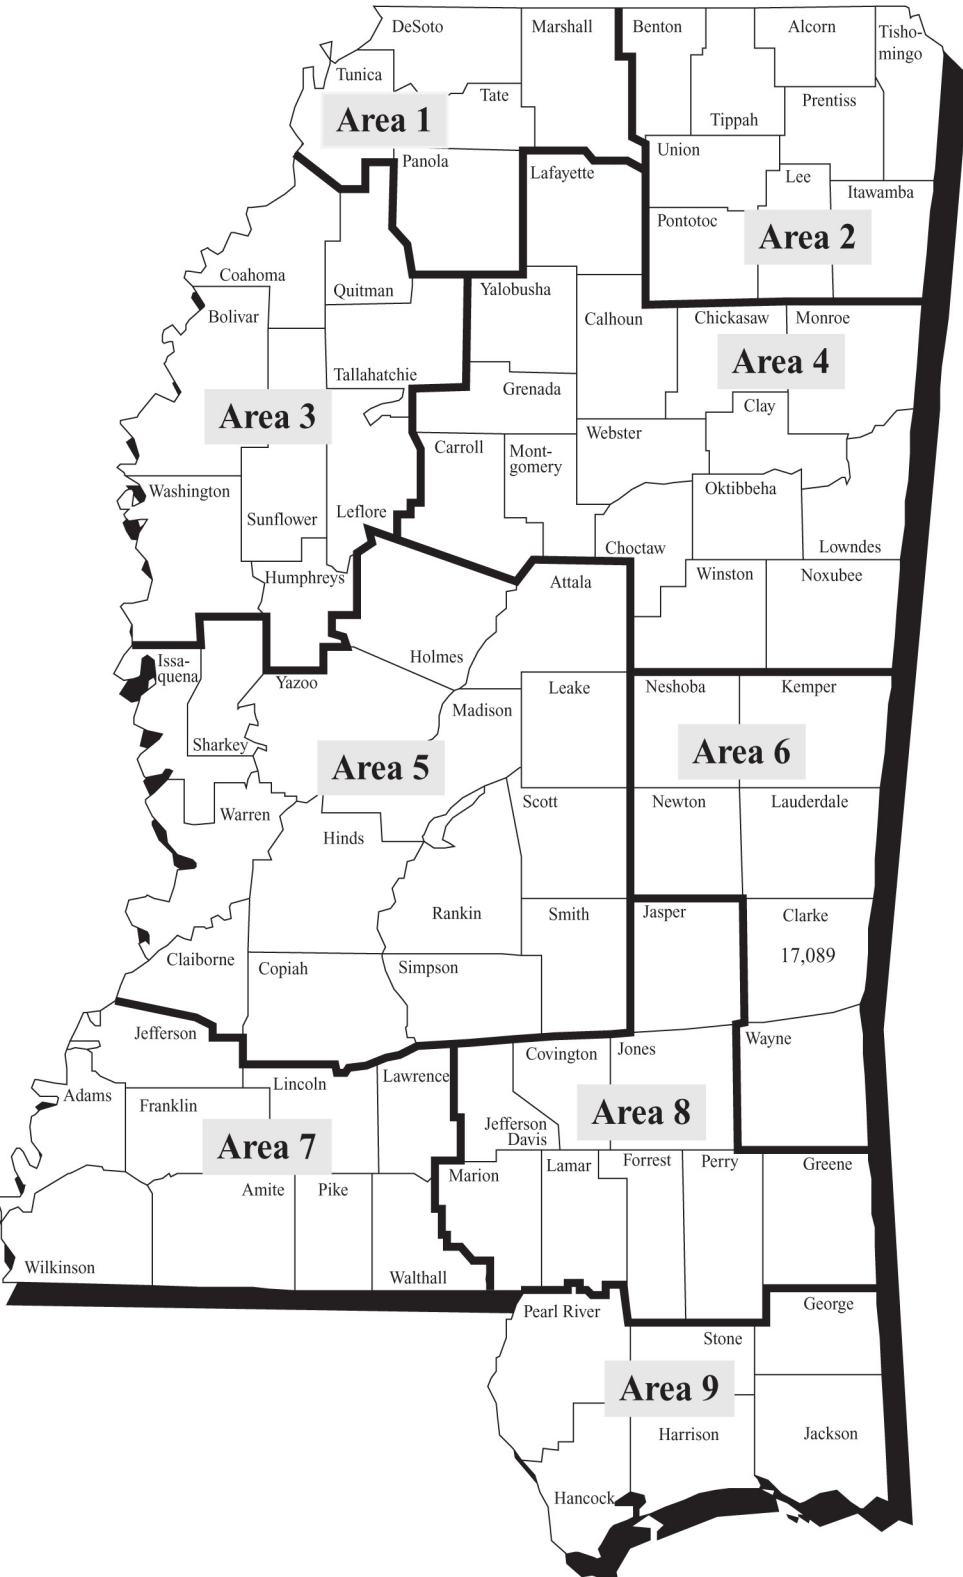 DeSoto
Marshall
Benton
Alcorn
Tisho-
mingo
Tunica
Tate
Prentiss
Area 1
Tippah
Union
Panola
Lafayette
Lee
Itawamba
Pontotoc
Area 2
Coahoma
Quitman
Yalobusha
Bolivar
Calhoun
Chickasaw
Monroe
Area 4
Tallahatchie
Grenada
Area 3
Clay
Webster
Carroll
Mont-
gomery
Washington
Oktibbeha
Leflore
Sunflower
Choctaw
Lowndes
Humphreys
Attala
Winston
Noxubee
Holmes
Issa-
quena
Yazoo
Leake
Neshoba
Kemper
Madison
Sharkey
Area 5
Area 6
Scott
Newton
Lauderdale
Warren
Hinds
Rankin
Smith
Jasper
Clarke
17,089
Claiborne
Copiah
Simpson
Jefferson
Wayne
Covington
Jones
Lincoln
Lawrence
Adams
Franklin
Area 8
Jefferson
Davis
Area 7
Marion
Lamar
Forrest
Perry
Greene
Amite
Pike
Wilkinson
Walthall
Pearl River
George
Stone
Area 9
Harrison
Jackson
Hancock